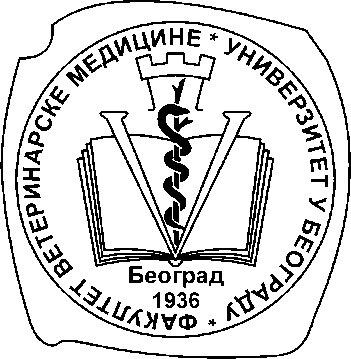 ФАКУЛТЕТ ВЕТЕРИНАРСКЕ МЕДИЦИНЕ * УНИВЕРЗИТЕТ У БЕОГРАДУ *
V
Београд
1936